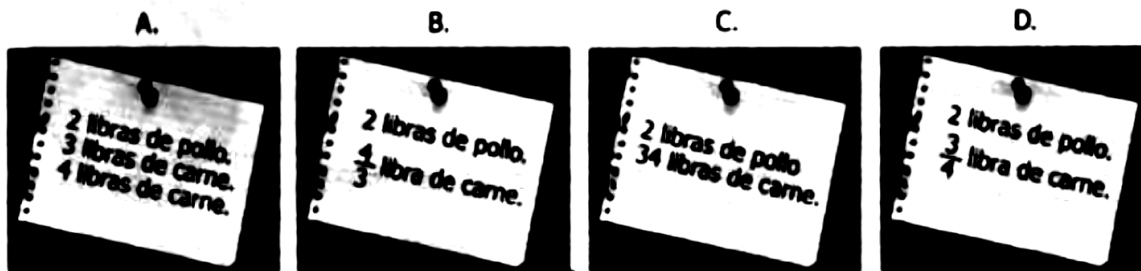 A.
2 libras de pollo.
3 libras de carne.
4 libras de carne.
B.
2 libras de pollo.
4/3 libra de carne.
C.
2 libras de pollo
34 libras de carne.
D.
2 libras de pollo.
3/4 libra de carne.